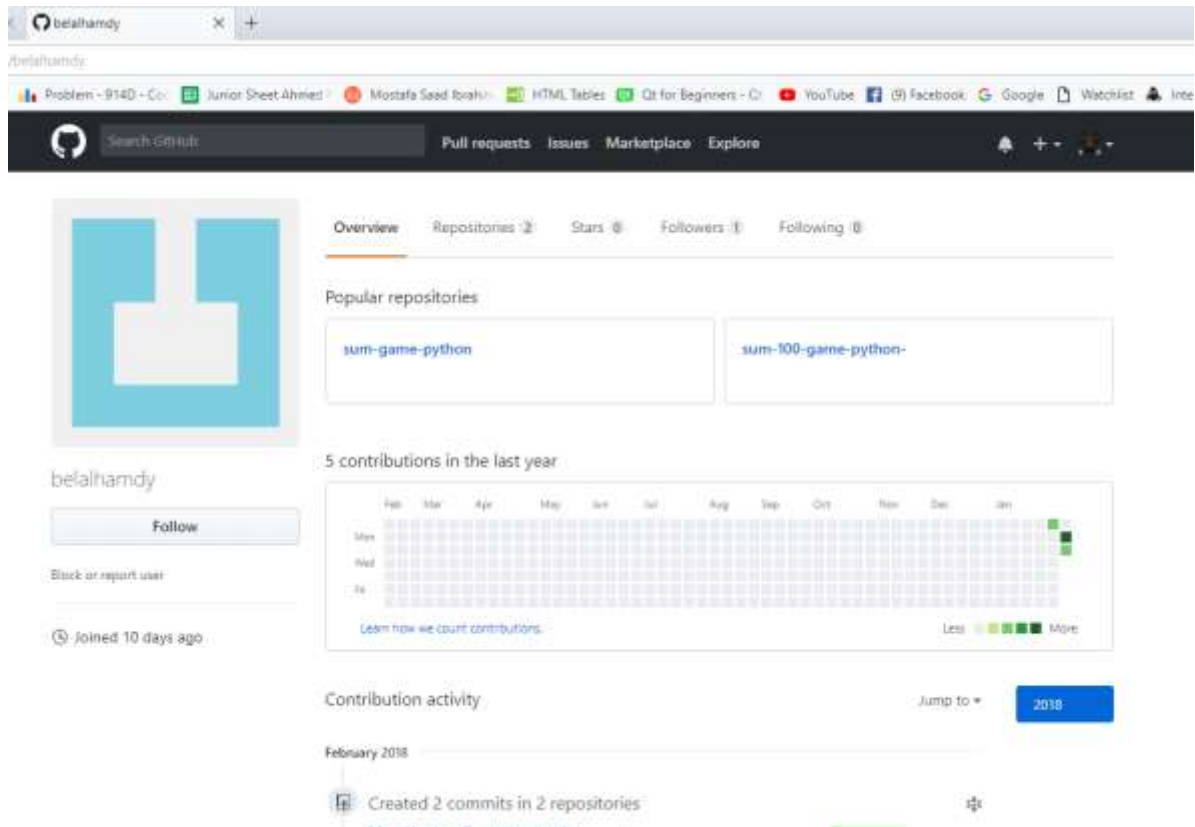 belalhamdy
/belalhamdy
Problem - 914D - Co Junior Sheet Ahmed Mostafa Saad Ibrahi HTML Tables Qt for Beginners - YouTube (9) Facebook Google Watchlist Inte
Search GitHub Pull requests Issues Marketplace Explore
Overview Repositories 2 Stars 0 Followers 1 Following 0
Popular repositories
sum-game-python sum-100-game-python-
5 contributions in the last year
belalhamdy
Feb Mar Apr May Jun Jul Aug Sep Oct Nov Dec Jan
Follow
Mon
Wed
Fri
Block or report user
Learn how we count contributions. Less More
Joined 10 days ago
Contribution activity Jump to 2018
February 2018
Created 2 commits in 2 repositories